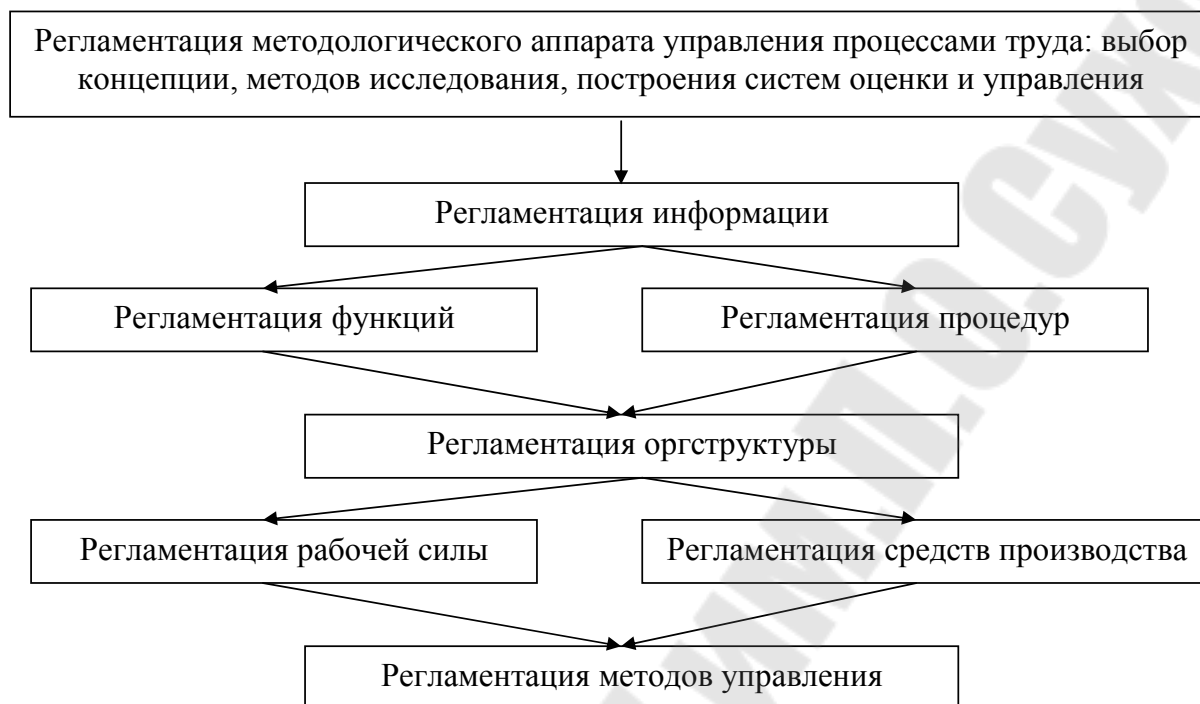 Регламентация методологического аппарата управления процессами труда: выбор
концепции, методов исследования, построения систем оценки и управления
Регламентация информации
Регламентация функций
Регламентация процедур
Регламентация оргструктуры
Регламентация рабочей силы
Регламентация средств производства
Регламентация методов управления